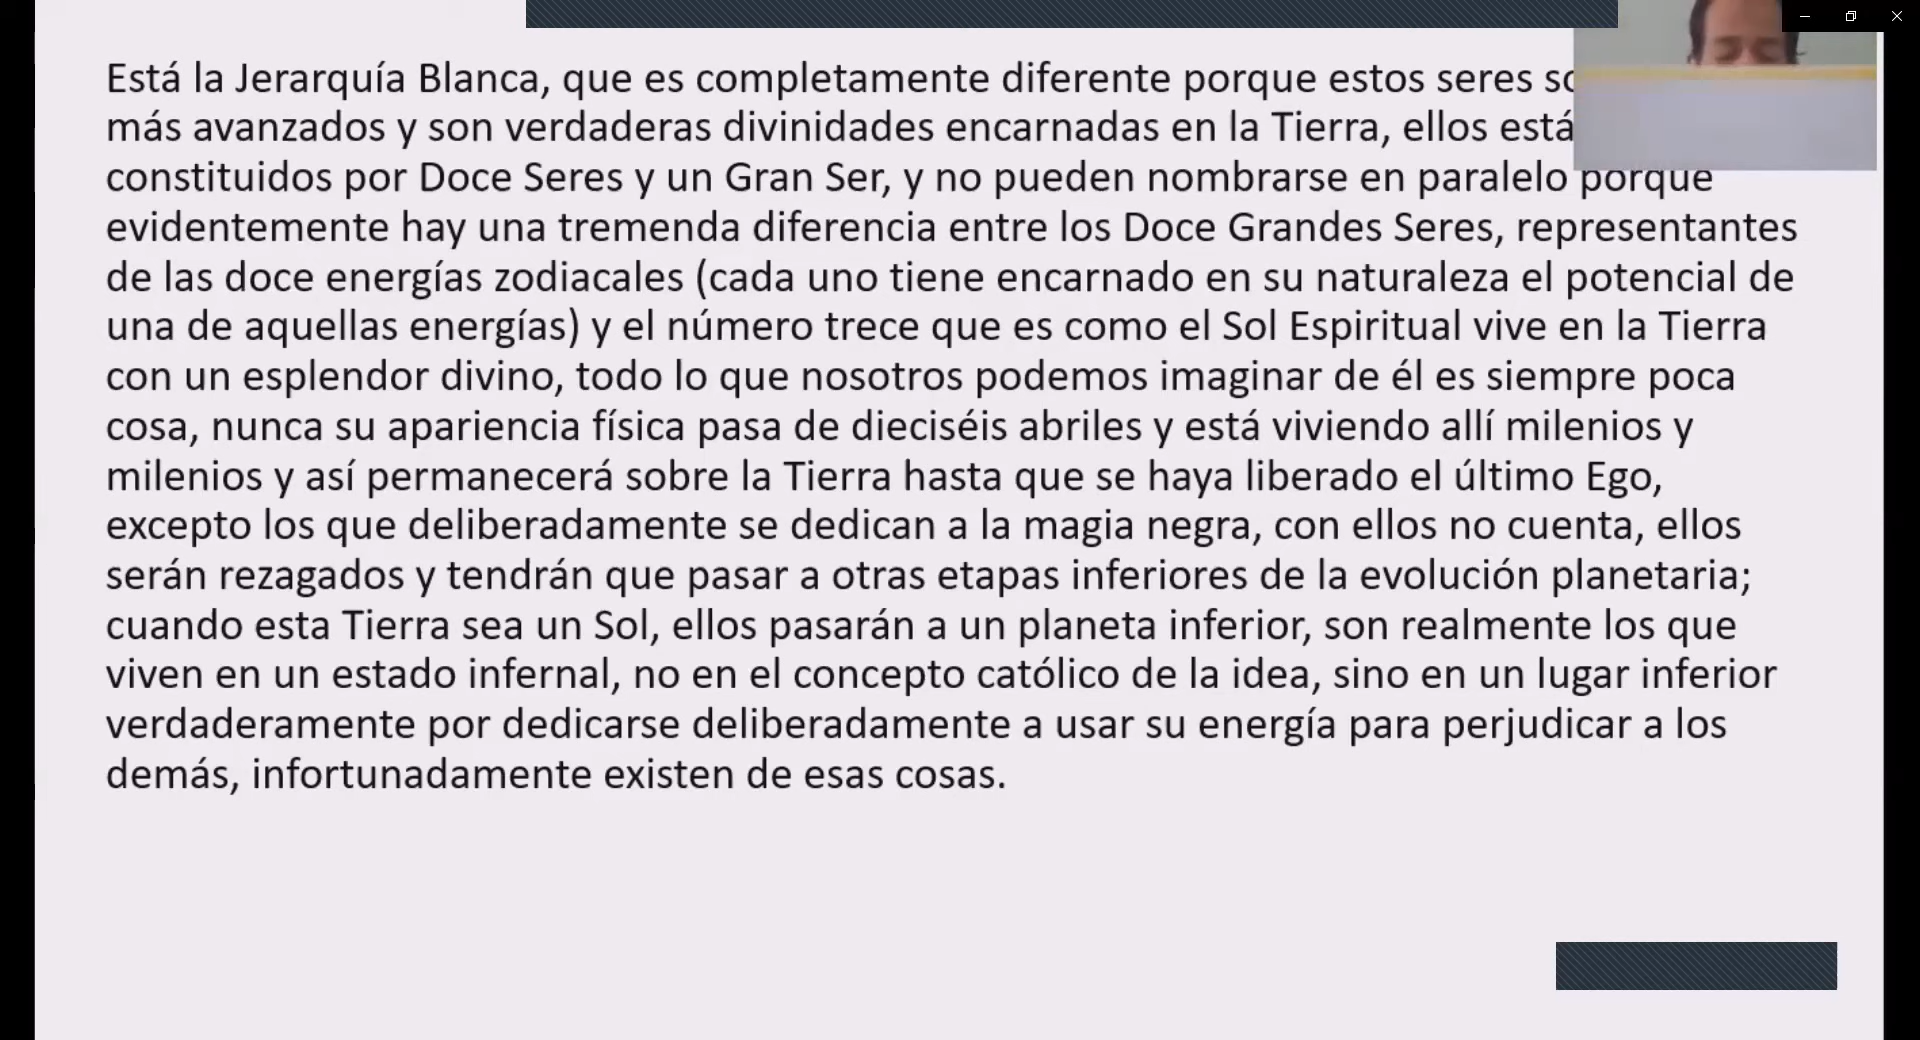 Está la Jerarquía Blanca, que es completamente diferente porque estos seres
más avanzados y son verdaderas divinidades encarnadas en la Tierra, ellos
constituidos por Doce Seres y un Gran Ser, y no pueden nombrarse en paralelo porque
evidentemente hay una tremenda diferencia entre los Doce Grandes Seres, representantes
de las doce energías zodiacales (cada uno tiene encarnado en su naturaleza el potencial de
una de aquellas energías) y el número trece que es como el Sol Espiritual vive en la Tierra
con un esplendor divino, todo lo que nosotros podemos imaginar de él es siempre poca
cosa, nunca su apariencia física pasa de dieciséis abriles y está viviendo allí milenios y
milenios y así permanecerá sobre la Tierra hasta que se haya liberado el último Ego,
excepto los que deliberadamente se dedican a la magia negra, con ellos no cuenta, ellos
serán rezagados y tendrán que pasar a otras etapas inferiores de la evolución planetaria;
cuando esta Tierra sea un Sol, ellos pasarán a un planeta inferior, son realmente los que
viven en un estado infernal, no en el concepto católico de la idea, sino en un lugar inferior
verdaderamente por dedicarse deliberadamente a usar su energía para perjudicar a los
demás, infortunadamente existen de esas cosas.